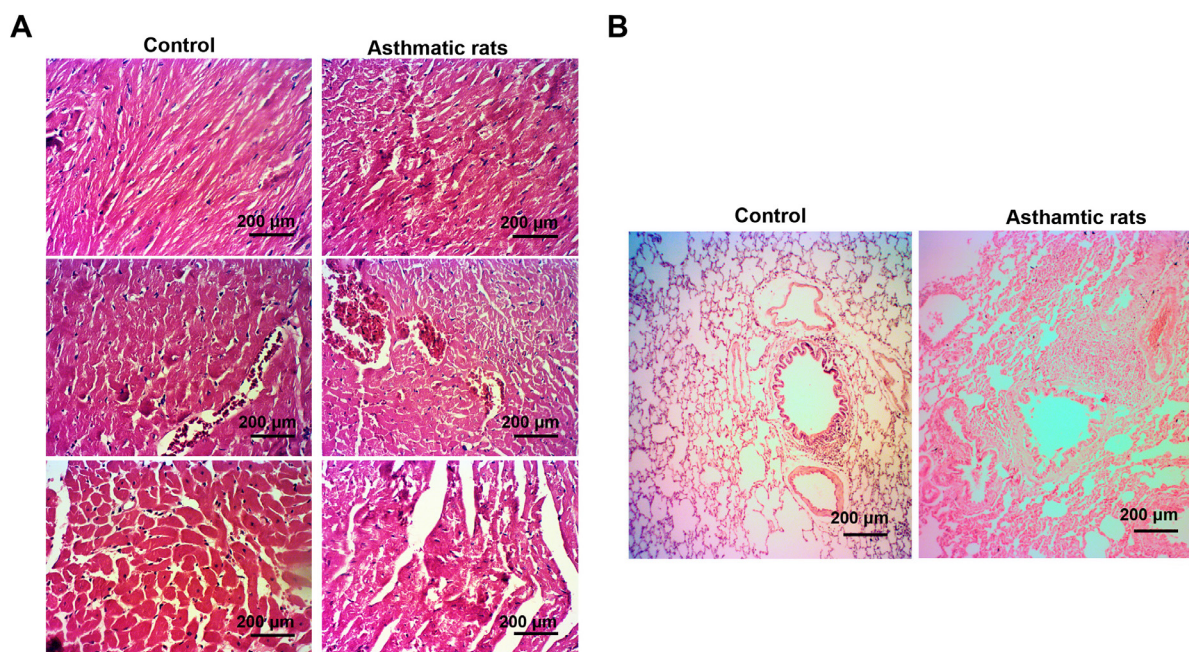 A
Control
Asthmatic rats
200 µm
200 µm
200 µm
200 µm
200 µm
200 µm
B
Control
Asthamtic rats
200 µm
200 µm